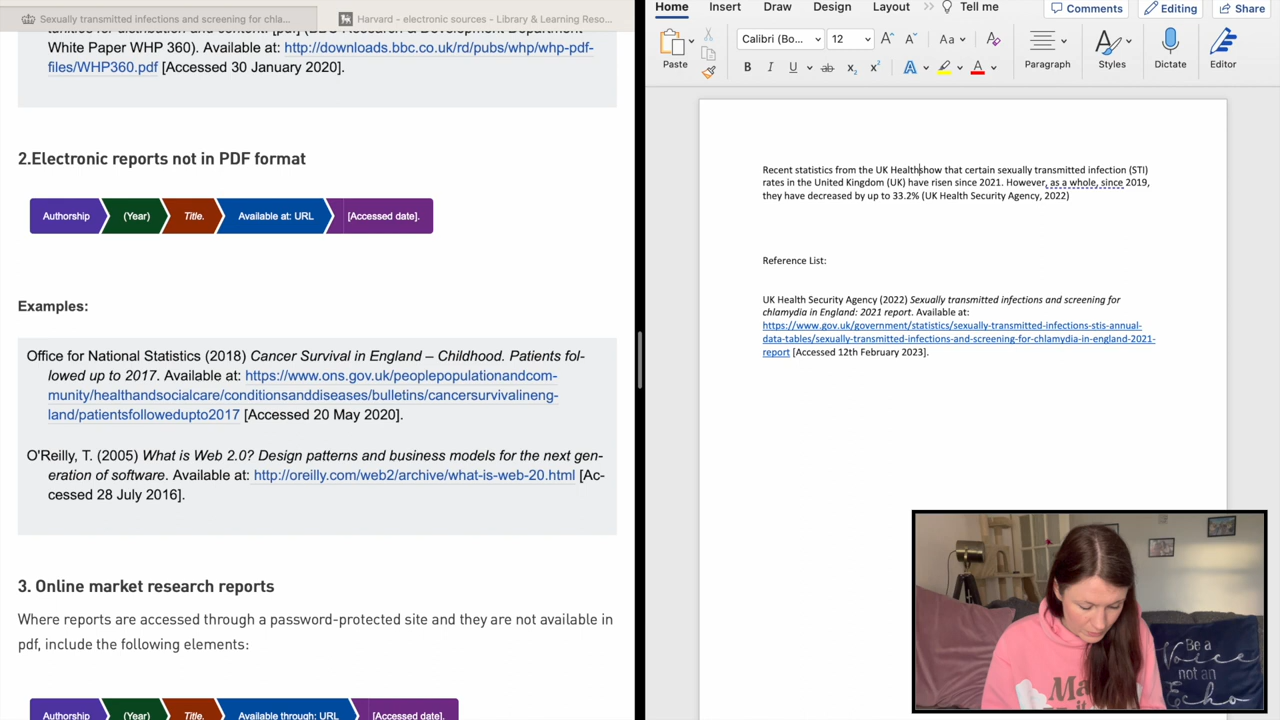 Sexually transmitted infections and screening for chla...
Harvard - electronic sources - Library & Learning Reso...
White Paper WHP 360). Available at: http://downloads.bbc.co.uk/rd/pubs/whp/whp-pdf-
files/WHP360.pdf [Accessed 30 January 2020].
2.Electronic reports not in PDF format
Authorship
(Year)
Title.
Available at: URL
[Accessed date].
Examples:
Office for National Statistics (2018) Cancer Survival in England – Childhood. Patients fol-
lowed up to 2017. Available at: https://www.ons.gov.uk/peoplepopulationandcom-
munity/healthandsocialcare/conditionsanddiseases/bulletins/cancersurvivalineng-
land/patientsfollowedupto2017 [Accessed 20 May 2020].
O'Reilly, T. (2005) What is Web 2.0? Design patterns and business models for the next gen-
eration of software. Available at: http://oreilly.com/web2/archive/what-is-web-20.html [Ac-
cessed 28 July 2016].
3. Online market research reports
Where reports are accessed through a password-protected site and they are not available in
pdf, include the following elements:
Authorship
(Year)
Title.
Available through: URL
[Accessed date].
Home
Insert
Draw
Design
Layout
Tell me
Comments
Editing
Share
Paste
Calibri (Bo...
12
Aa
B
I
U
ab
x₂
x²
A
A
Paragraph
Styles
Dictate
Editor
Recent statistics from the UK Healthshow that certain sexually transmitted infection (STI)
rates in the United Kingdom (UK) have risen since 2021. However, as a whole, since 2019,
they have decreased by up to 33.2% (UK Health Security Agency, 2022)
Reference List:
UK Health Security Agency (2022) Sexually transmitted infections and screening for
chlamydia in England: 2021 report. Available at:
https://www.gov.uk/government/statistics/sexually-transmitted-infections-stis-annual-
data-tables/sexually-transmitted-infections-and-screening-for-chlamydia-in-england-2021-
report [Accessed 12th February 2023].
Be a
Voice
not an
Echo